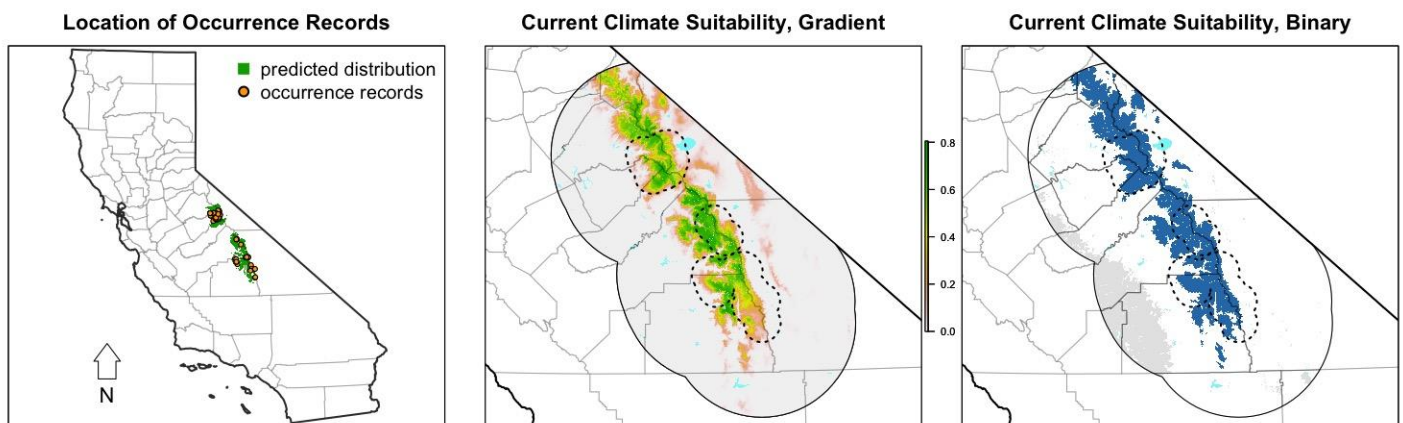 Location of Occurrence Records
predicted distribution
occurrence records
N
Current Climate Suitability, Gradient
0.8
0.6
0.4
0.2
0.0
Current Climate Suitability, Binary